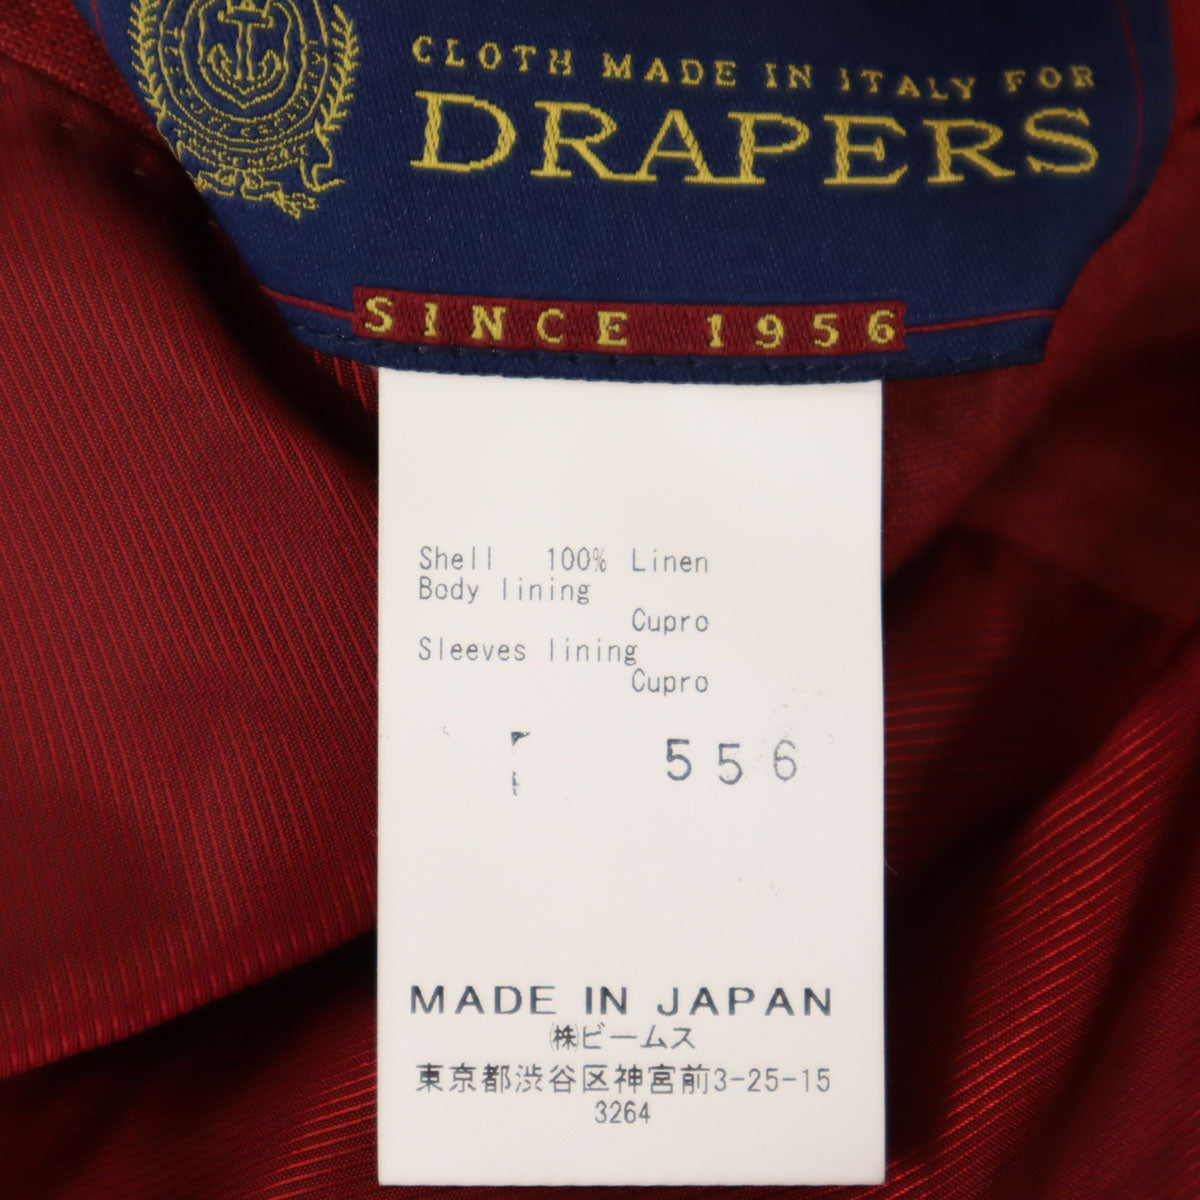 CLOTH MADE IN ITALY FOR
DRAPERS
SINCE 1956
Shell 100% Linen
Body lining
Cupro
Sleeves lining
Cupro
556
MADE IN JAPAN
㈱ビームス
東京都渋谷区神宮前3-25-15
3264